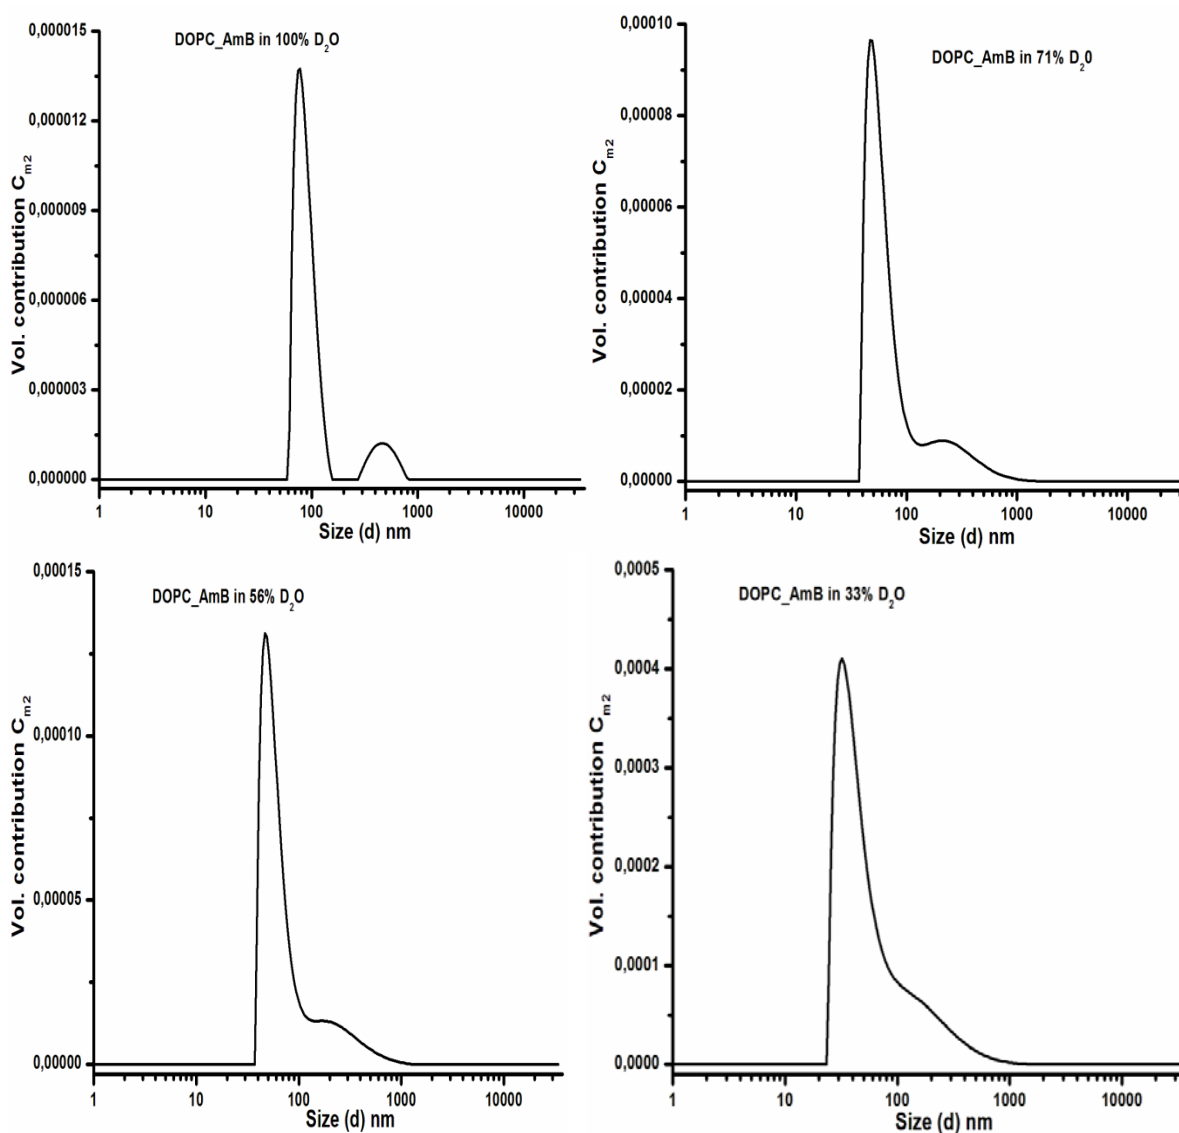 DOPC_AmB in 100% D2O
Vol. contribution Cm2
0,000015
0,000012
0,000009
0,000006
0,000003
0,000000
1 10 100 1000 10000
Size (d) nm
DOPC_AmB in 71% D20
Vol. contribution Cm2
0,00010
0,00008
0,00006
0,00004
0,00002
0,00000
1 10 100 1000 10000
Size (d) nm
DOPC_AmB in 56% D2O
Vol. contribution Cm2
0,00015
0,00010
0,00005
0,00000
1 10 100 1000 10000
Size (d) nm
DOPC_AmB in 33% D2O
Vol. contribution Cm2
0,0005
0,0004
0,0003
0,0002
0,0001
0,0000
1 10 100 1000 10000
Size (d) nm